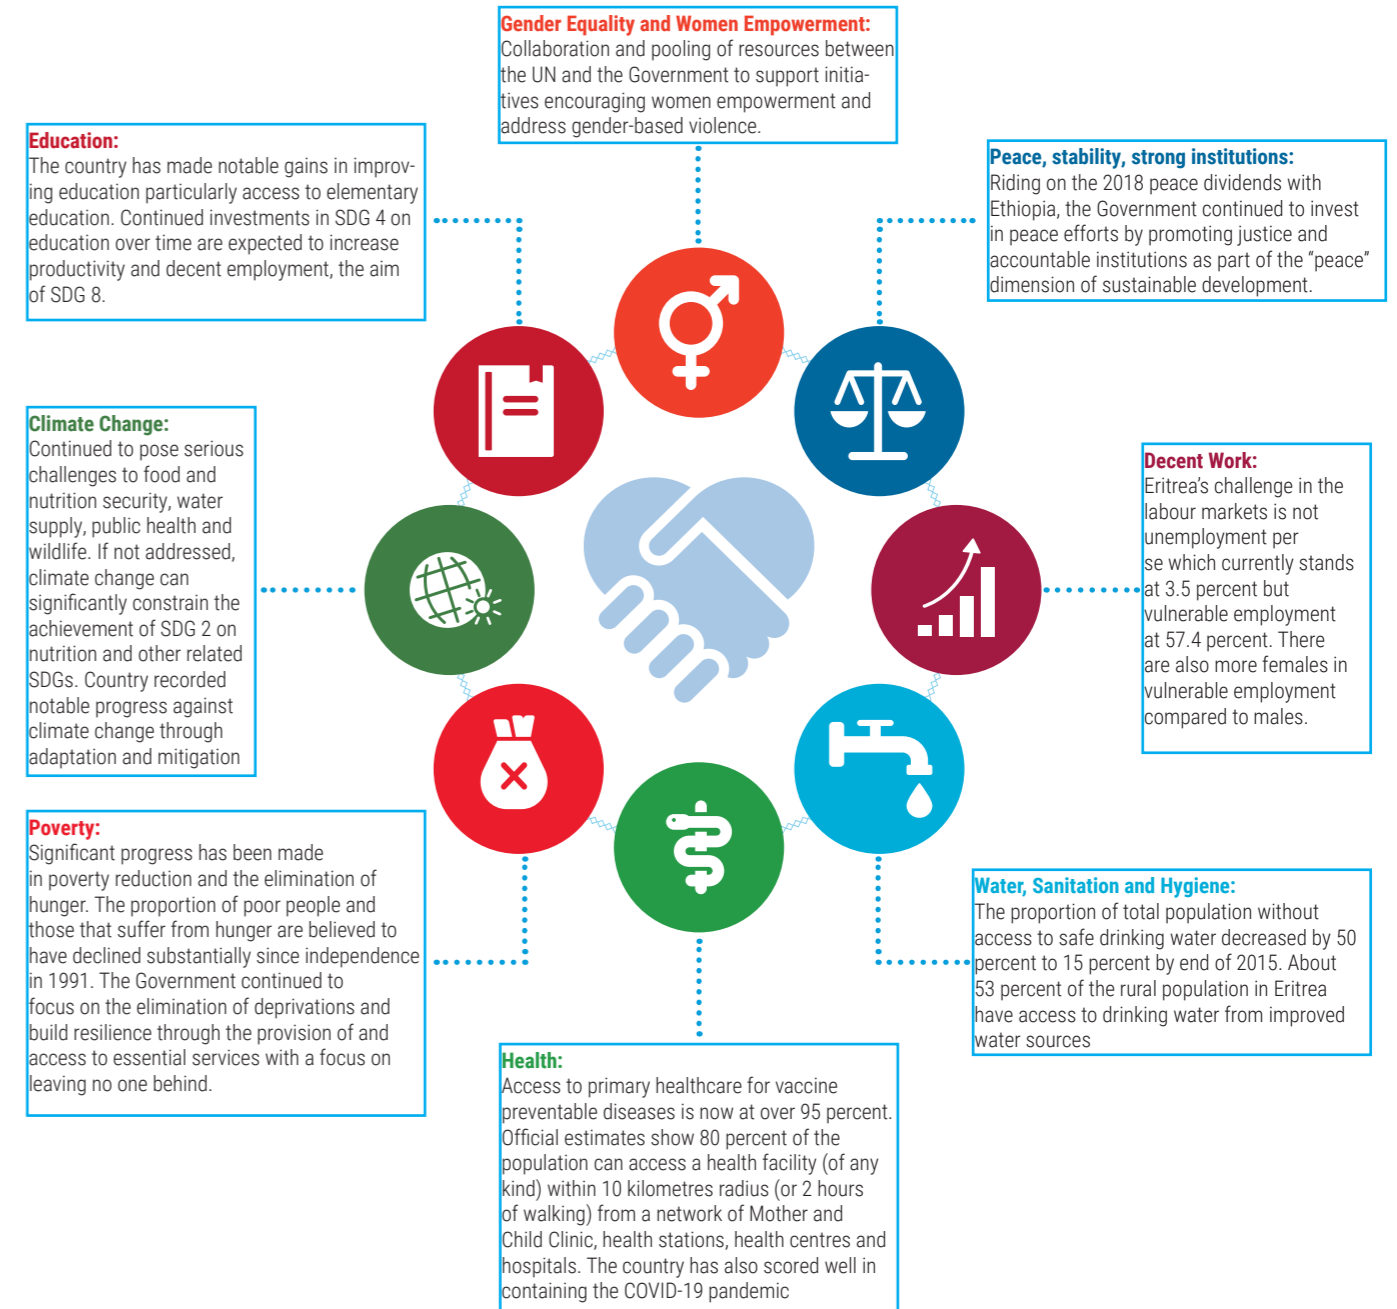 Gender Equality and Women Empowerment:
Collaboration and pooling of resources between
the UN and the Government to support initia-
tives encouraging women empowerment and
address gender-based violence.
Education:
The country has made notable gains in improv-
ing education particularly access to elementary
education. Continued investments in SDG 4 on
education over time are expected to increase
productivity and decent employment, the aim
of SDG 8.
Peace, stability, strong institutions:
Riding on the 2018 peace dividends with
Ethiopia, the Government continued to invest
in peace efforts by promoting justice and
accountable institutions as part of the “peace”
dimension of sustainable development.
Climate Change:
Continued to pose serious
challenges to food and
nutrition security, water
supply, public health and
wildlife. If not addressed,
climate change can
significantly constrain the
achievement of SDG 2 on
nutrition and other related
SDGs. Country recorded
notable progress against
climate change through
adaptation and mitigation
Decent Work:
Eritrea’s challenge in the
labour markets is not
unemployment per
se which currently stands
at 3.5 percent but
vulnerable employment
at 57.4 percent. There
are also more females in
vulnerable employment
compared to males.
Poverty:
Significant progress has been made
in poverty reduction and the elimination of
hunger. The proportion of poor people and
those that suffer from hunger are believed to
have declined substantially since independence
in 1991. The Government continued to
focus on the elimination of deprivations and
build resilience through the provision of and
access to essential services with a focus on
leaving no one behind.
Water, Sanitation and Hygiene:
The proportion of total population without
access to safe drinking water decreased by 50
percent to 15 percent by end of 2015. About
53 percent of the rural population in Eritrea
have access to drinking water from improved
water sources
Health:
Access to primary healthcare for vaccine
preventable diseases is now at over 95 percent.
Official estimates show 80 percent of the
population can access a health facility (of any
kind) within 10 kilometres radius (or 2 hours
of walking) from a network of Mother and
Child Clinic, health stations, health centres and
hospitals. The country has also scored well in
containing the COVID-19 pandemic